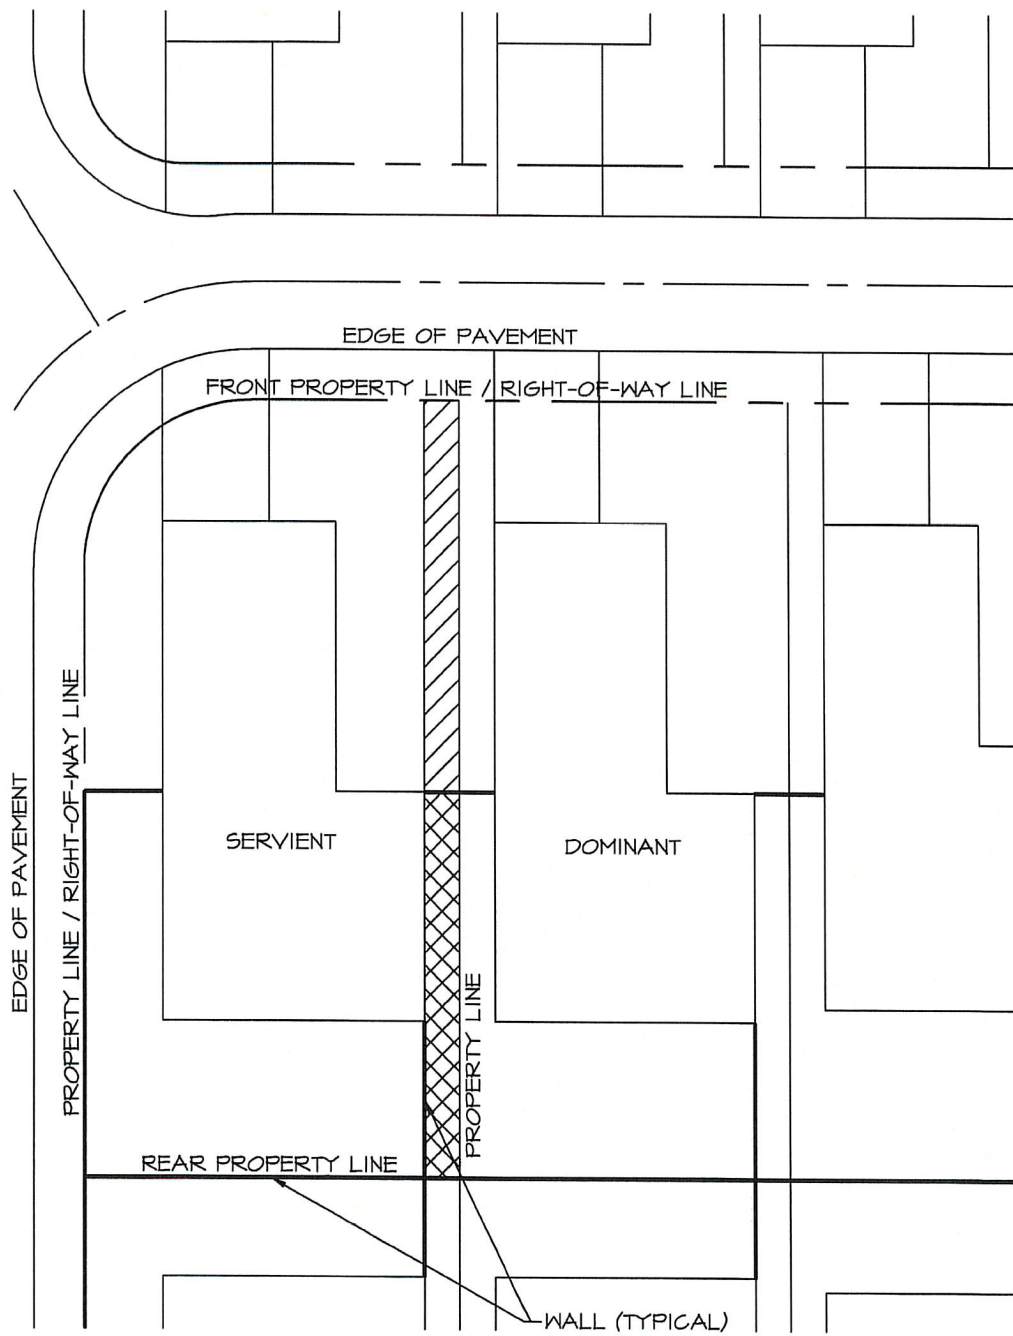 EDGE OF PAVEMENT
FRONT PROPERTY LINE / RIGHT-OF-WAY LINE
EDGE OF PAVEMENT
PROPERTY LINE / RIGHT-OF-WAY LINE
SERVIENT
DOMINANT
PROPERTY LINE
REAR PROPERTY LINE
WALL (TYPICAL)